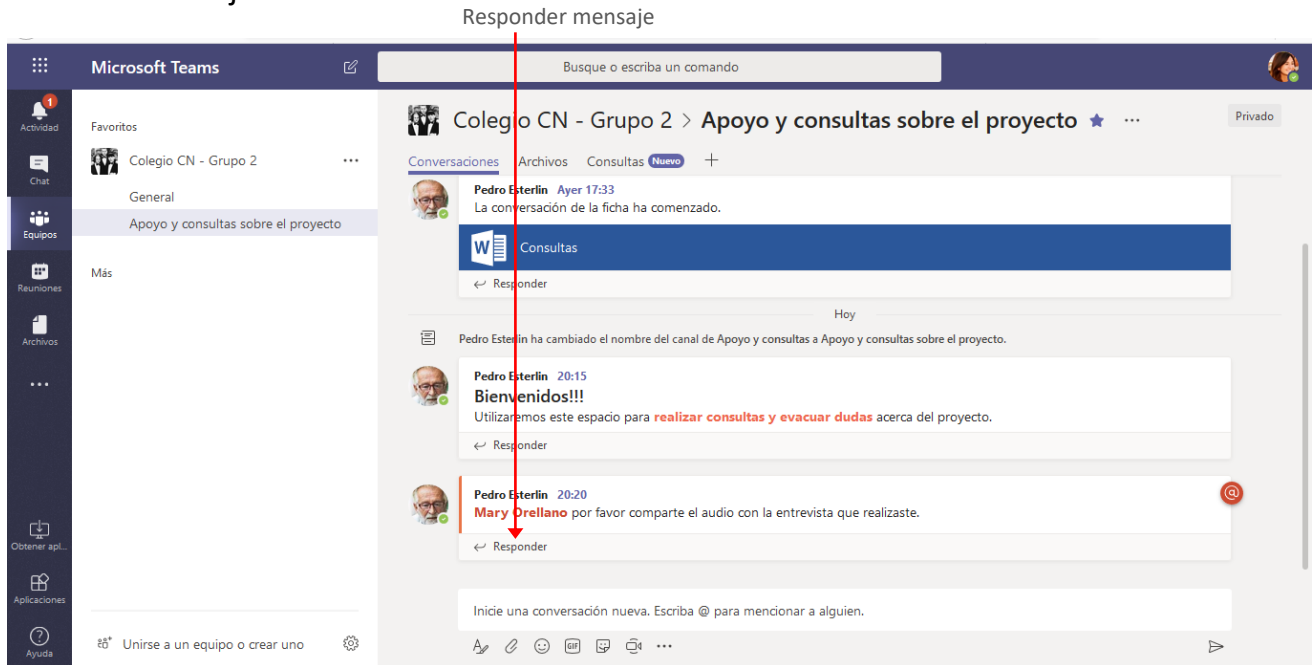 Responder mensaje
Microsoft Teams
Busque o escriba un comando
1
Actividad
Chat
Equipos
Reuniones
Archivos
Obtener apl...
Aplicaciones
Ayuda
Favoritos
Colegio CN - Grupo 2
General
Apoyo y consultas sobre el proyecto
Más
Unirse a un equipo o crear uno
Colegio CN - Grupo 2 > Apoyo y consultas sobre el proyecto
Privado
Conversaciones Archivos Consultas Nuevo +
Pedro Esterlin Ayer 17:33
La conversación de la ficha ha comenzado.
W Consultas
Responder
Hoy
Pedro Esterlin ha cambiado el nombre del canal de Apoyo y consultas a Apoyo y consultas sobre el proyecto.
Pedro Esterlin 20:15
Bienvenidos!!!
Utilizaremos este espacio para realizar consultas y evacuar dudas acerca del proyecto.
Responder
Pedro Esterlin 20:20
@
Mary Orellano por favor comparte el audio con la entrevista que realizaste.
Responder
Inicie una conversación nueva. Escriba @ para mencionar a alguien.
GIF